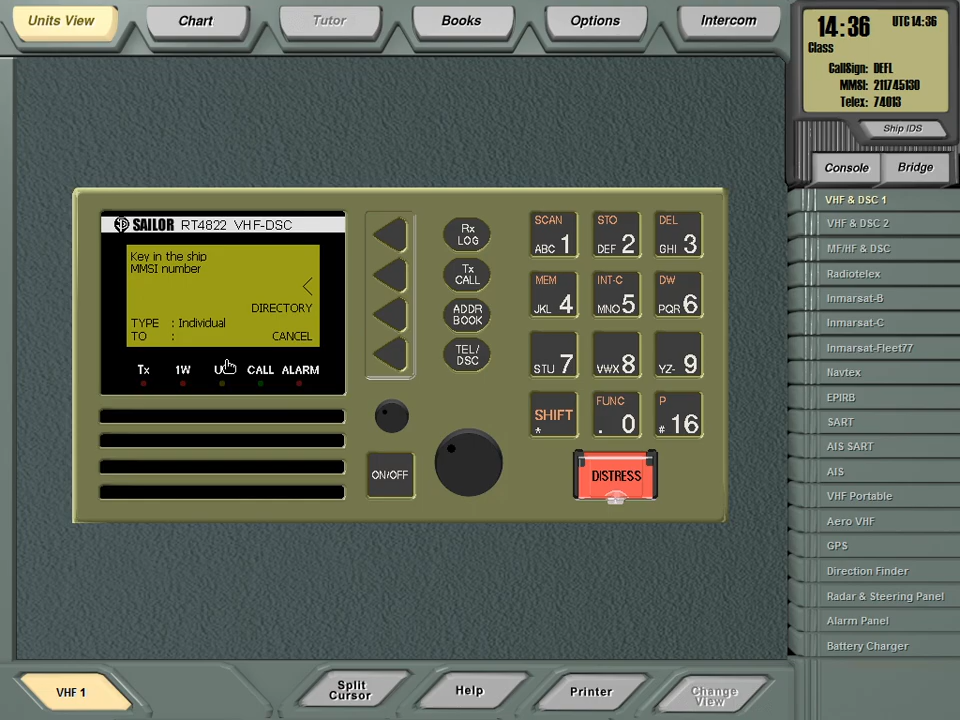 Units View
Chart
Tutor
Books
Options
Intercom
14:36 UTC 14:36
Class
CallSign: DEFL
MMSI: 211745130
Telex: 74013
Ship IDS
Console
Bridge
VHF & DSC 1
VHF & DSC 2
MF/HF & DSC
Radiotelex
Inmarsat-B
Inmarsat-C
Inmarsat-Fleet77
Navtex
EPIRB
SART
AIS SART
AIS
VHF Portable
Aero VHF
GPS
Direction Finder
Radar & Steering Panel
Alarm Panel
Battery Charger
SAILOR RT4822 VHF-DSC
Key in the ship
MMSI number
DIRECTORY
TYPE : Individual
TO : CANCEL
Tx 1W CALL ALARM
Rx LOG
Tx CALL
ADDR BOOK
TEL/ DSC
ON/OFF
SCAN
ABC 1
STO
DEF 2
DEL
GHI 3
MEM
JKL 4
INT-C
MNO 5
DW
PQR 6
STU 7
VWX 8
YZ- 9
SHIFT
*
FUNC
. 0
P
# 16
DISTRESS
VHF 1
Split
Cursor
Help
Printer
Change
View